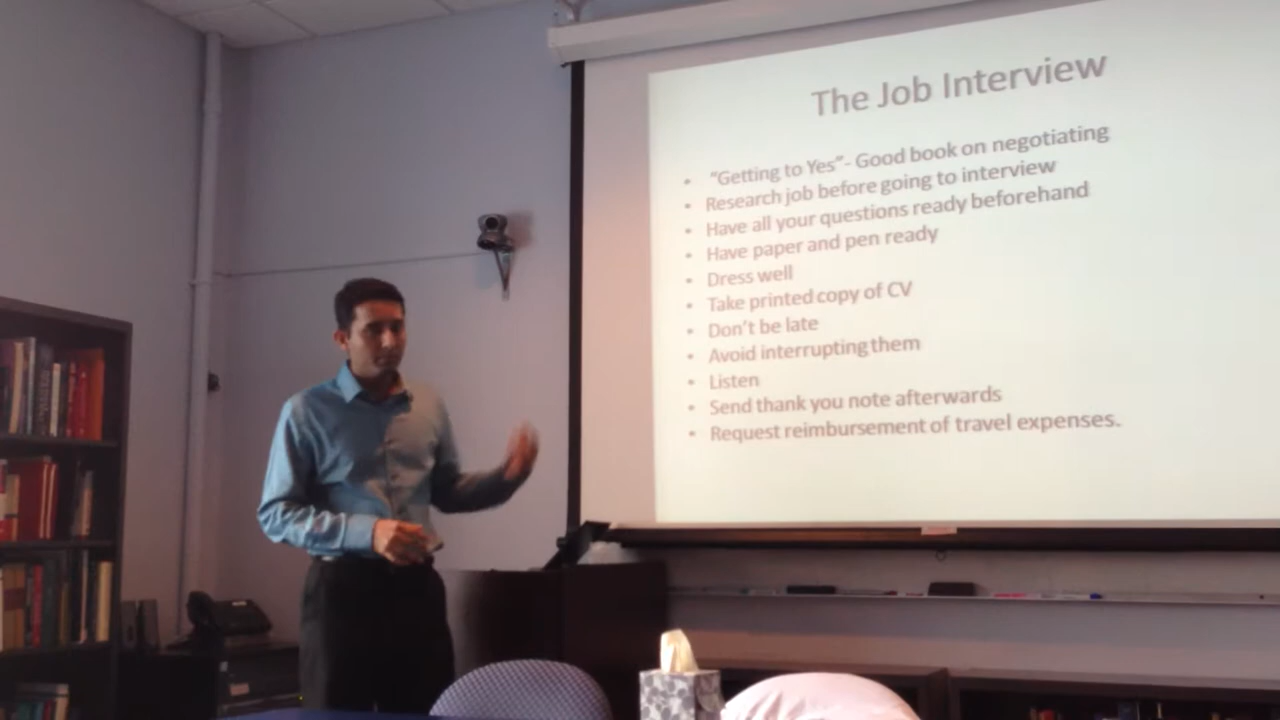 The Job Interview
• "Getting to Yes"- Good book on negotiating
• Research job before going to interview
• Have all your questions ready beforehand
• Have paper and pen ready
• Dress well
• Take printed copy of CV
• Don't be late
• Avoid interrupting them
• Listen
• Send thank you note afterwards
• Request reimbursement of travel expenses.